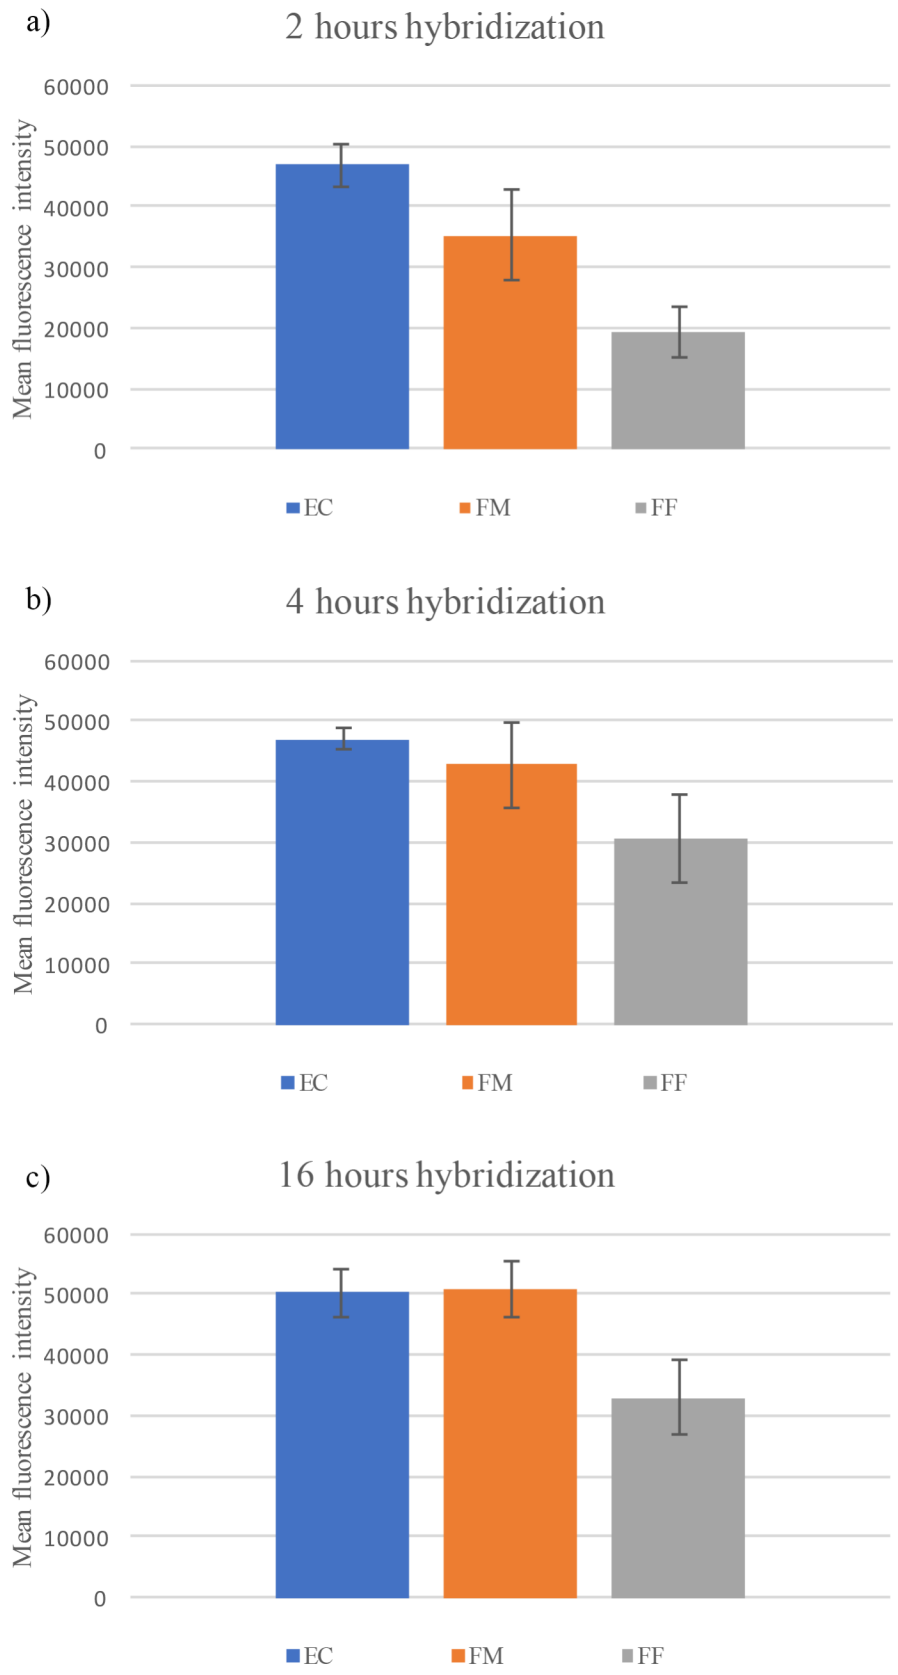 a)
2 hours hybridization
Mean fluorescence intensity
60000
50000
40000
30000
20000
10000
0
EC FM FF
b)
4 hours hybridization
Mean fluorescence intensity
60000
50000
40000
30000
20000
10000
0
EC FM FF
c)
16 hours hybridization
Mean fluorescence intensity
60000
50000
40000
30000
20000
10000
0
EC FM FF